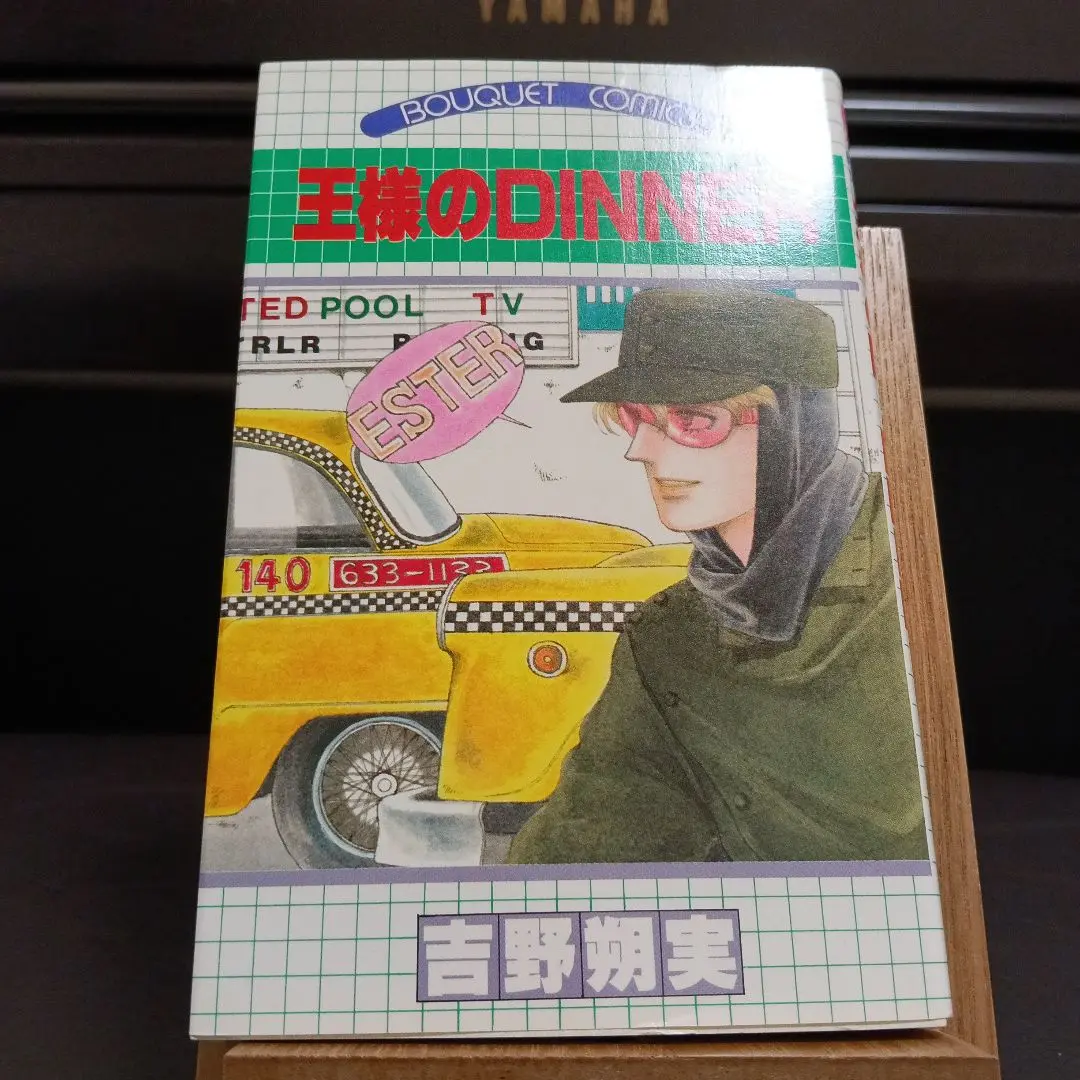 YAMAHA
BOUQUET COMICS
王様のDINNER
TED POOL TV
RLR
ESTER
140 633-1133
吉野朔実